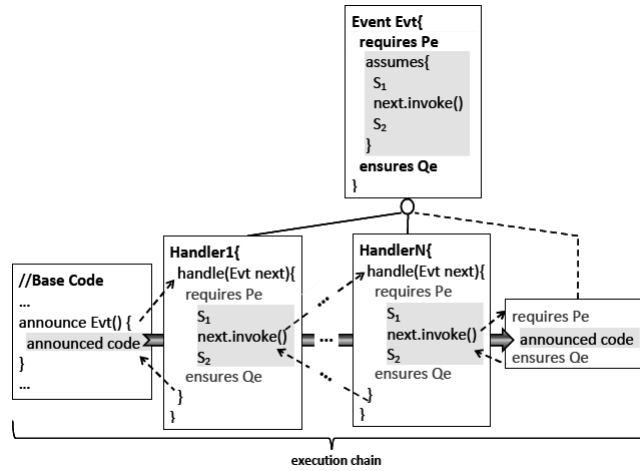 Event Evt{
requires Pe
assumes{
S₁
next.invoke()
S₂
}
ensures Qe
}
//Base Code
...
announce Evt() {
announced code
}
...
Handler1{
handle(Evt next){
requires Pe
S₁
next.invoke()
S₂
ensures Qe
}
}
...
...
...
HandlerN{
handle(Evt next){
requires Pe
S₁
next.invoke()
S₂
ensures Qe
}
}
requires Pe
announced code
ensures Qe
execution chain